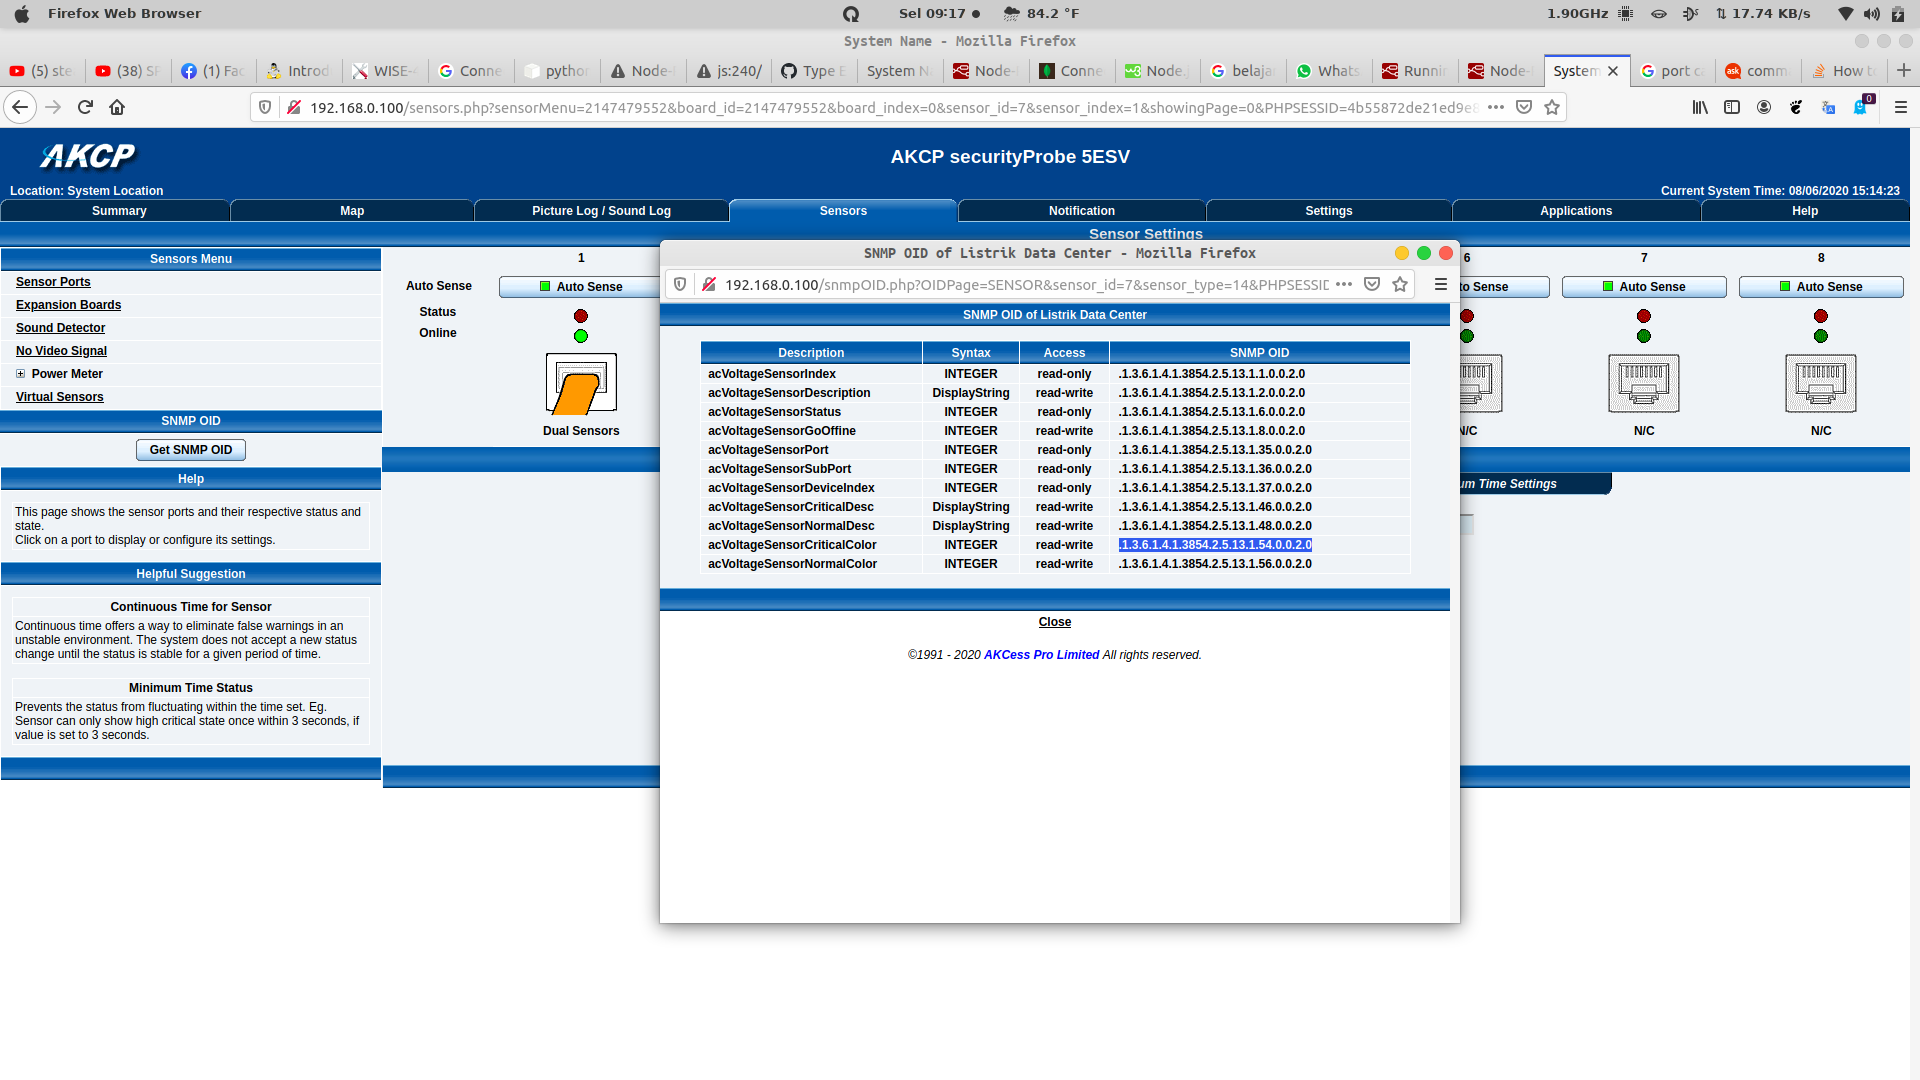 Firefox Web Browser
Sel 09:17
84.2 °F
1.90GHz
17.74 KB/s
System Name - Mozilla Firefox
(5) ste
(38) SF
(1) Fac
Introd
WISE-
Conne
python
Node-
js:240/
Type E
System N
Node-
Conne
Node.
belaja
Whats
Runnin
Node-
System
port c
comm
How t
192.168.0.100/sensors.php?sensorMenu=2147479552&board_id=2147479552&board_index=0&sensor_id=7&sensor_index=1&showingPage=0&PHPSESSID=4b55872de21ed9e8
0
AKCP
AKCP securityProbe 5ESV
Location: System Location
Current System Time: 08/06/2020 15:14:23
Summary
Map
Picture Log / Sound Log
Sensors
Notification
Settings
Applications
Help
Sensor Settings
Sensors Menu
Sensor Ports
Expansion Boards
Sound Detector
No Video Signal
Power Meter
Virtual Sensors
SNMP OID
Get SNMP OID
Help
This page shows the sensor ports and their respective status and
state.
Click on a port to display or configure its settings.
Helpful Suggestion
Continuous Time for Sensor
Continuous time offers a way to eliminate false warnings in an
unstable environment. The system does not accept a new status
change until the status is stable for a given period of time.
Minimum Time Status
Prevents the status from fluctuating within the time set. Eg.
Sensor can only show high critical state once within 3 seconds, if
value is set to 3 seconds.
1
Auto Sense
Auto Sense
Status
Online
Dual Sensors
SNMP OID of Listrik Data Center - Mozilla Firefox
192.168.0.100/snmpOID.php?OIDPage=SENSOR&sensor_id=7&sensor_type=14&PHPSESSID
SNMP OID of Listrik Data Center
Description Syntax Access SNMP OID
acVoltageSensorIndex INTEGER read-only .1.3.6.1.4.1.3854.2.5.13.1.1.0.0.2.0
acVoltageSensorDescription DisplayString read-write .1.3.6.1.4.1.3854.2.5.13.1.2.0.0.2.0
acVoltageSensorStatus INTEGER read-only .1.3.6.1.4.1.3854.2.5.13.1.6.0.0.2.0
acVoltageSensorGoOffine INTEGER read-write .1.3.6.1.4.1.3854.2.5.13.1.8.0.0.2.0
acVoltageSensorPort INTEGER read-only .1.3.6.1.4.1.3854.2.5.13.1.35.0.0.2.0
acVoltageSensorSubPort INTEGER read-only .1.3.6.1.4.1.3854.2.5.13.1.36.0.0.2.0
acVoltageSensorDeviceIndex INTEGER read-only .1.3.6.1.4.1.3854.2.5.13.1.37.0.0.2.0
acVoltageSensorCriticalDesc DisplayString read-write .1.3.6.1.4.1.3854.2.5.13.1.46.0.0.2.0
acVoltageSensorNormalDesc DisplayString read-write .1.3.6.1.4.1.3854.2.5.13.1.48.0.0.2.0
acVoltageSensorCriticalColor INTEGER read-write .1.3.6.1.4.1.3854.2.5.13.1.54.0.0.2.0
acVoltageSensorNormalColor INTEGER read-write .1.3.6.1.4.1.3854.2.5.13.1.56.0.0.2.0
Close
©1991 - 2020 AKCess Pro Limited All rights reserved.
6
7
8
to Sense
Auto Sense
Auto Sense
N/C
N/C
N/C
um Time Settings